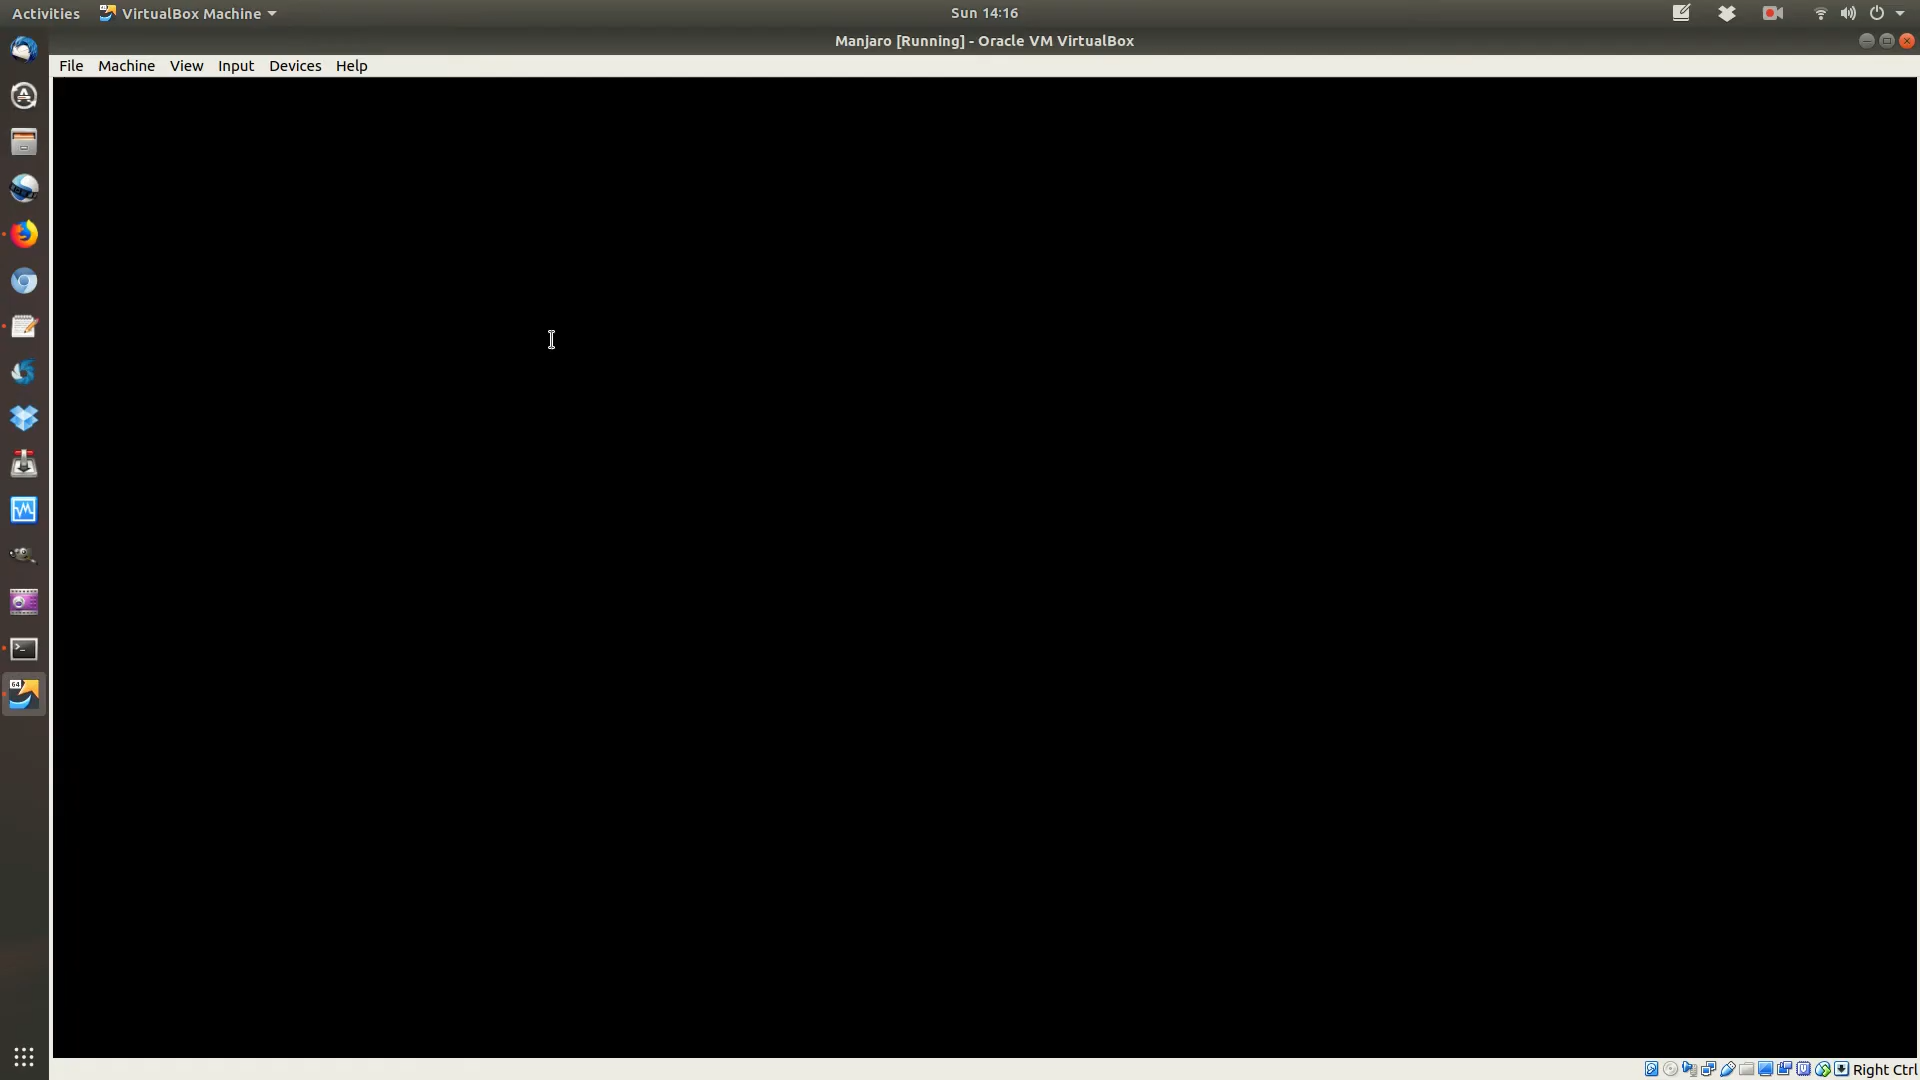 Activities
VirtualBox Machine
Sun 14:16
Manjaro [Running] - Oracle VM VirtualBox
File Machine View Input Devices Help
64
Right Ctrl